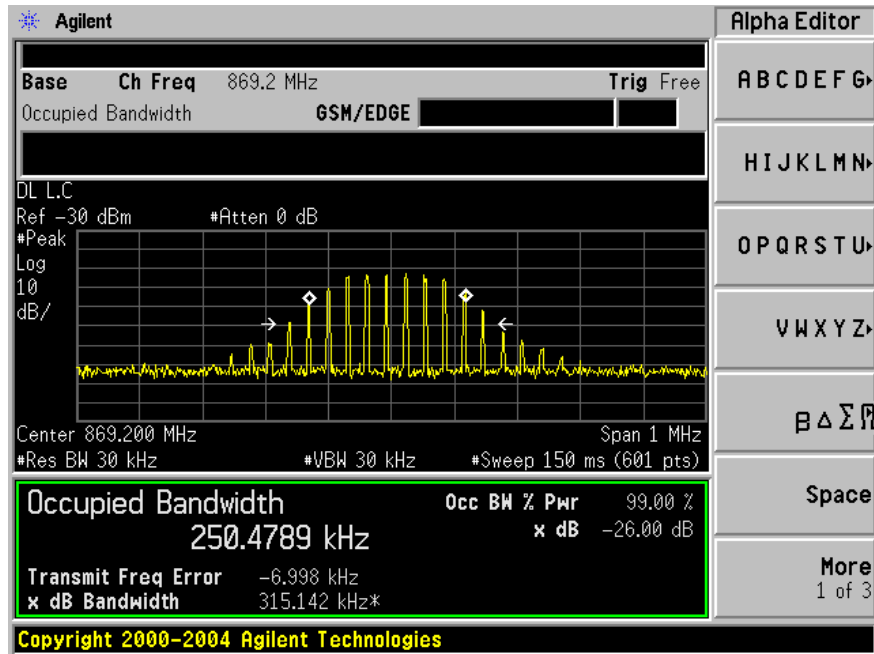 Agilent
Alpha Editor
Base Ch Freq 869.2 MHz Trig Free
Occupied Bandwidth GSM/EDGE
DL L.C
Ref -30 dBm #Atten 0 dB
#Peak
Log
10
dB/
Center 869.200 MHz Span 1 MHz
#Res BW 30 kHz #VBW 30 kHz #Sweep 150 ms (601 pts)
Occupied Bandwidth Occ BW % Pwr 99.00 %
250.4789 kHz x dB -26.00 dB
Transmit Freq Error -6.998 kHz
x dB Bandwidth 315.142 kHz*
A B C D E F G
H I J K L M N
O P Q R S T U
V W X Y Z
Space
More
1 of 3
Copyright 2000-2004 Agilent Technologies